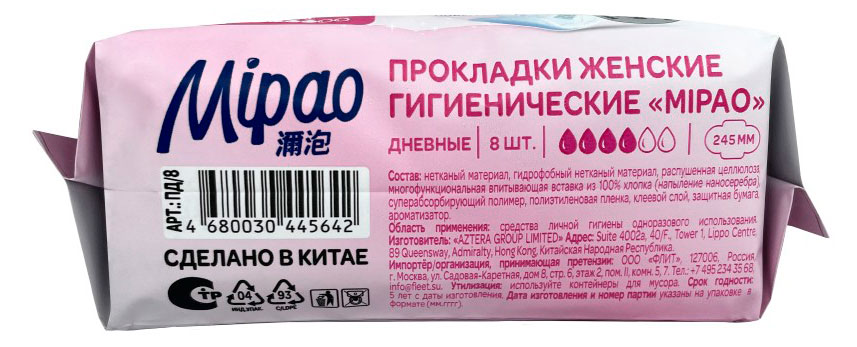 Mipao
濔泡
АРТ.: ПД/8
4 680030 445642
СДЕЛАНО В КИТАЕ
СТР
04
ИНД.УПАК.
93
C/LDPE
ПРОКЛАДКИ ЖЕНСКИЕ
ГИГИЕНИЧЕСКИЕ «MIPAO»
ДНЕВНЫЕ | 8 ШТ.
245 ММ
Состав: нетканый материал, гидрофобный нетканый материал, распушенная целлюлоза,
многофункциональная впитывающая вставка из 100% хлопка (напыление наносеребра),
суперабсорбирующий полимер, полиэтиленовая пленка, клеевой слой, защитная бумага,
ароматизатор.
Область применения: средства личной гигиены одноразового использования.
Изготовитель: «AZTERA GROUP LIMITED» Адрес: Suite 4002a, 40/F., Tower 1, Lippo Centre,
89 Queensway, Admiralty, Hong Kong, Китайская Народная Республика.
Импортёр/организация, принимающая претензии: ООО «ФЛИТ», 127006, Россия,
г. Москва, ул. Садовая-Каретная, дом 8, стр. 6, этаж 2, пом. II, комн. 5, 7. Тел.: +7 495 234 35 68,
info@fleet.su. Утилизация: используйте контейнеры для мусора. Срок годности:
5 лет с даты изготовления. Дата изготовления и номер партии указаны на упаковке в
формате (мм.гггг).